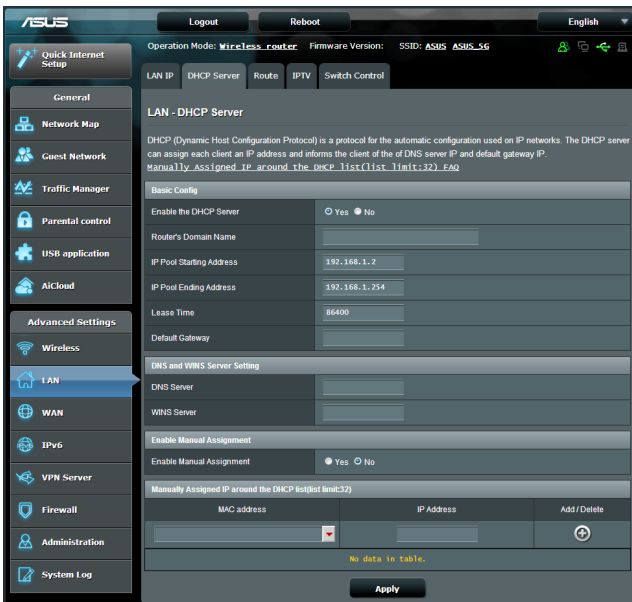 ASUS
Logout
Reboot
English
Quick Internet Setup
Operation Mode: Wireless router Firmware Version: SSID: ASUS ASUS_5G
LAN IP
DHCP Server
Route
IPTV
Switch Control
General
Network Map
Guest Network
Traffic Manager
Parental control
USB application
AiCloud
Advanced Settings
Wireless
LAN
WAN
IPv6
VPN Server
Firewall
Administration
System Log
LAN - DHCP Server
DHCP (Dynamic Host Configuration Protocol) is a protocol for the automatic configuration used on IP networks. The DHCP server
can assign each client an IP address and informs the client of the of DNS server IP and default gateway IP.
Manually Assigned IP around the DHCP list(list limit:32) FAQ
Basic Config
Enable the DHCP Server Yes No
Router's Domain Name
IP Pool Starting Address 192.168.1.2
IP Pool Ending Address 192.168.1.254
Lease Time 86400
Default Gateway
DNS and WINS Server Setting
DNS Server
WINS Server
Enable Manual Assignment
Enable Manual Assignment Yes No
Manually Assigned IP around the DHCP list(list limit:32)
MAC address IP Address Add / Delete
No data in table.
Apply